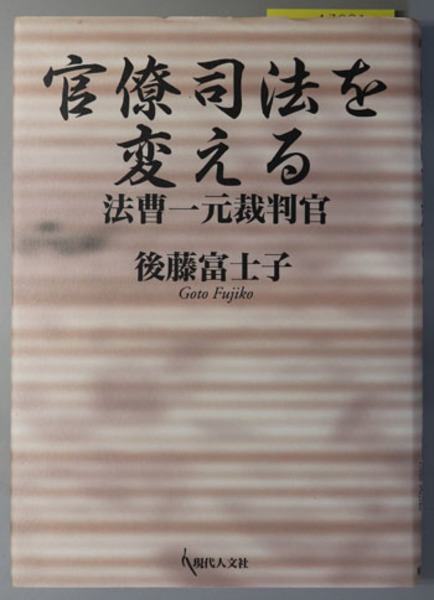 官僚司法を
変える
法曹一元裁判官
後藤富士子
Goto Fujiko
現代人文社